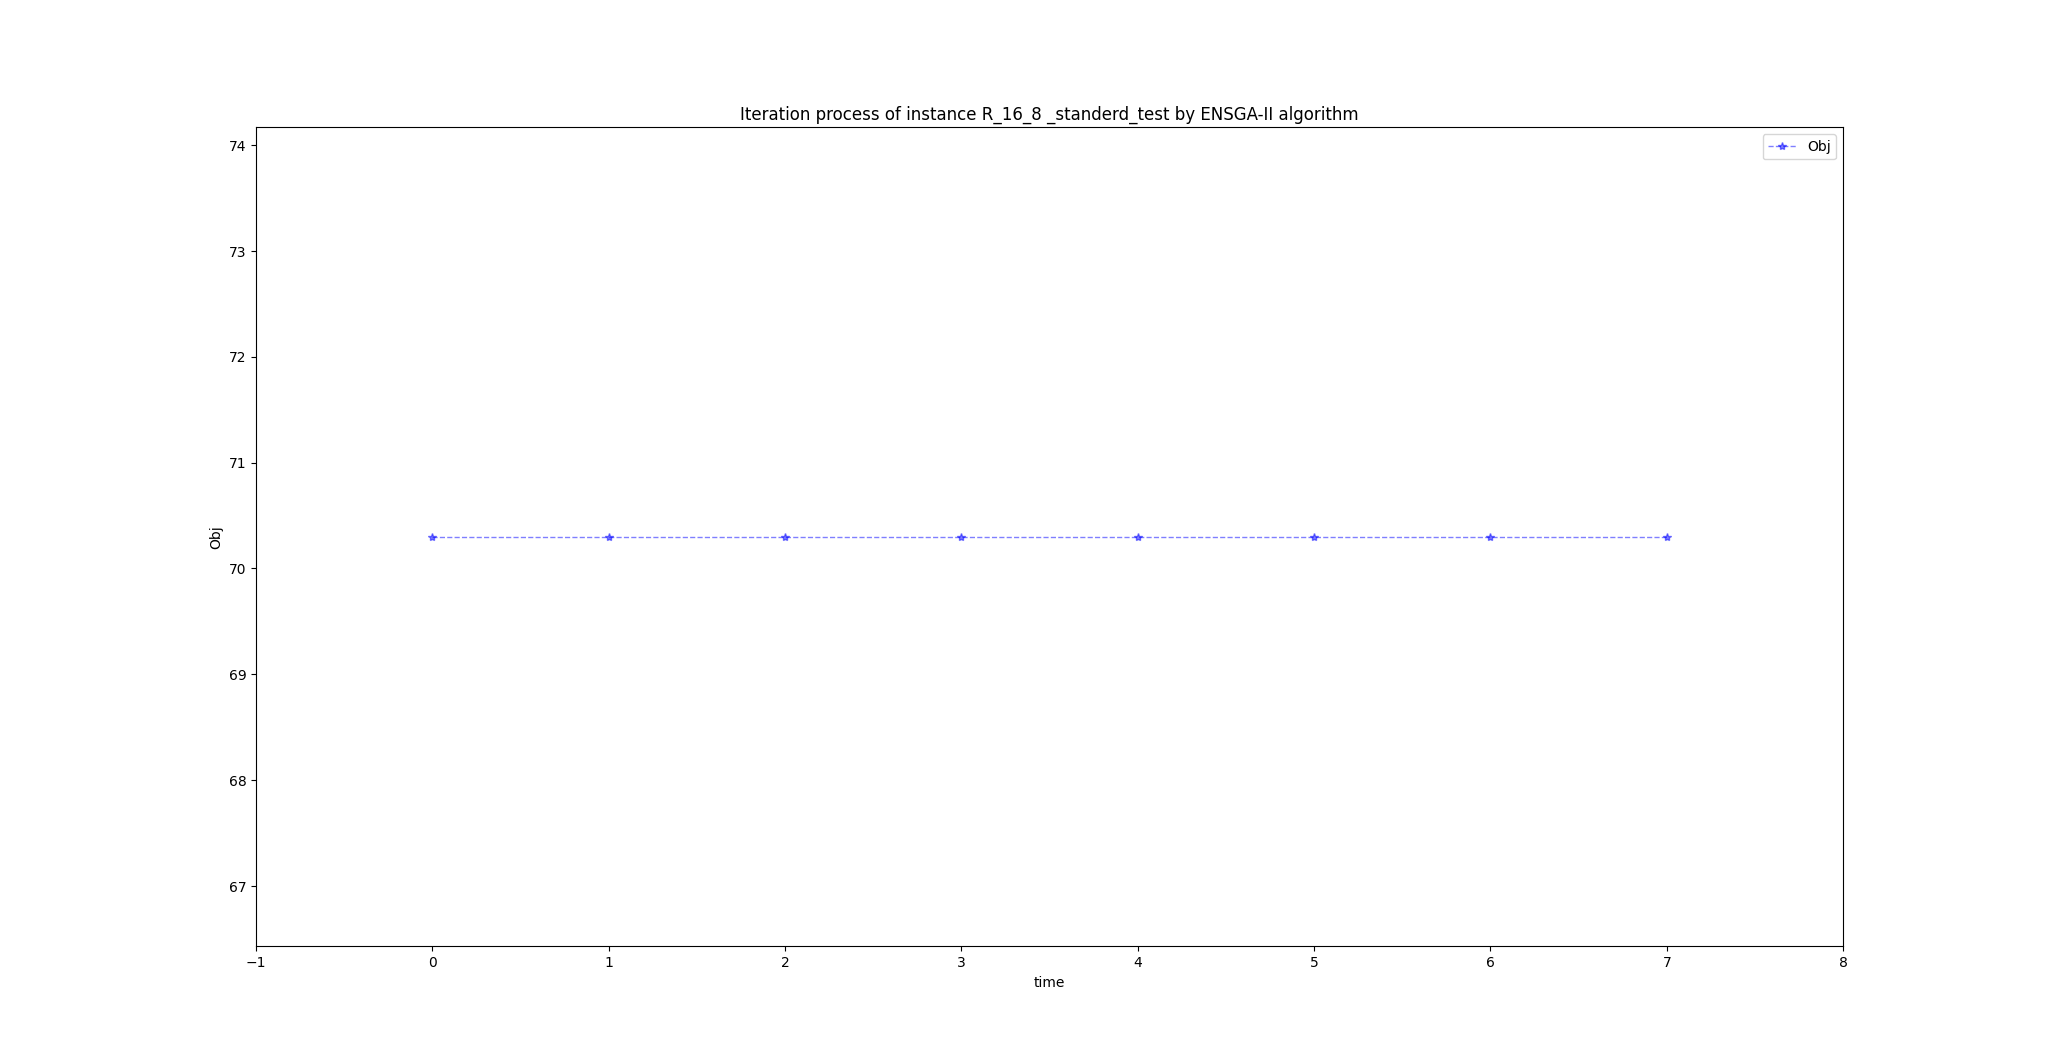 Iteration process of instance R_16_8 _standerd_test by ENSGA-II algorithm
Obj
74
73
72
71
70
69
68
67
Obj
−1 0 1 2 3 4 5 6 7 8
time